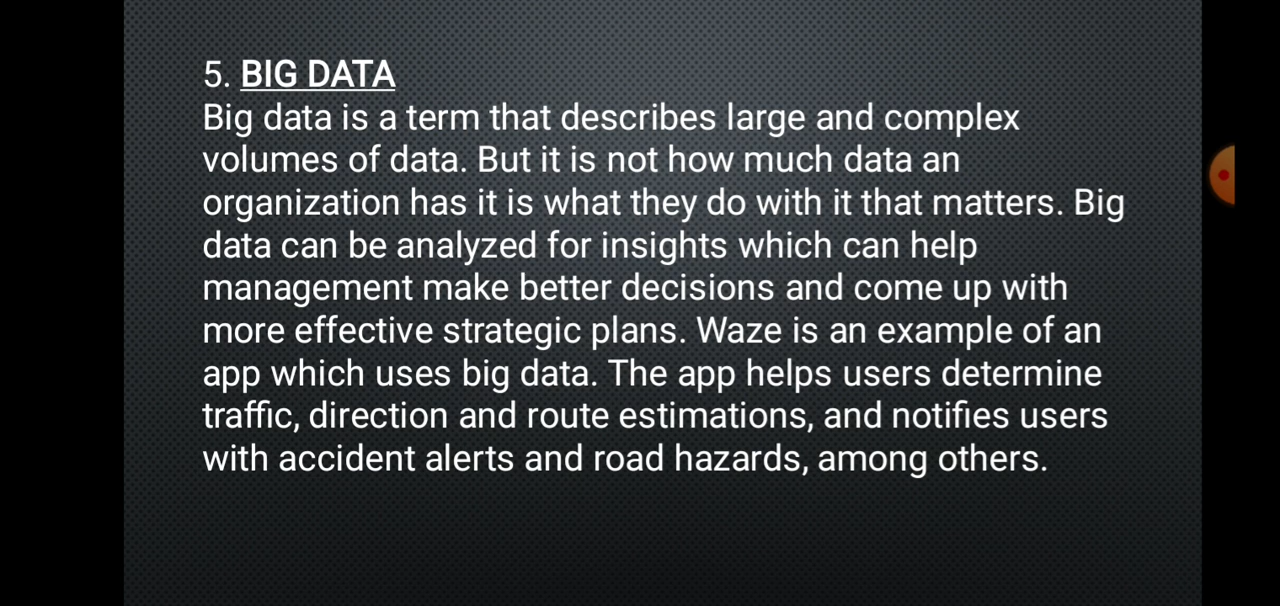 5. BIG DATA
Big data is a term that describes large and complex
volumes of data. But it is not how much data an
organization has it is what they do with it that matters. Big
data can be analyzed for insights which can help
management make better decisions and come up with
more effective strategic plans. Waze is an example of an
app which uses big data. The app helps users determine
traffic, direction and route estimations, and notifies users
with accident alerts and road hazards, among others.